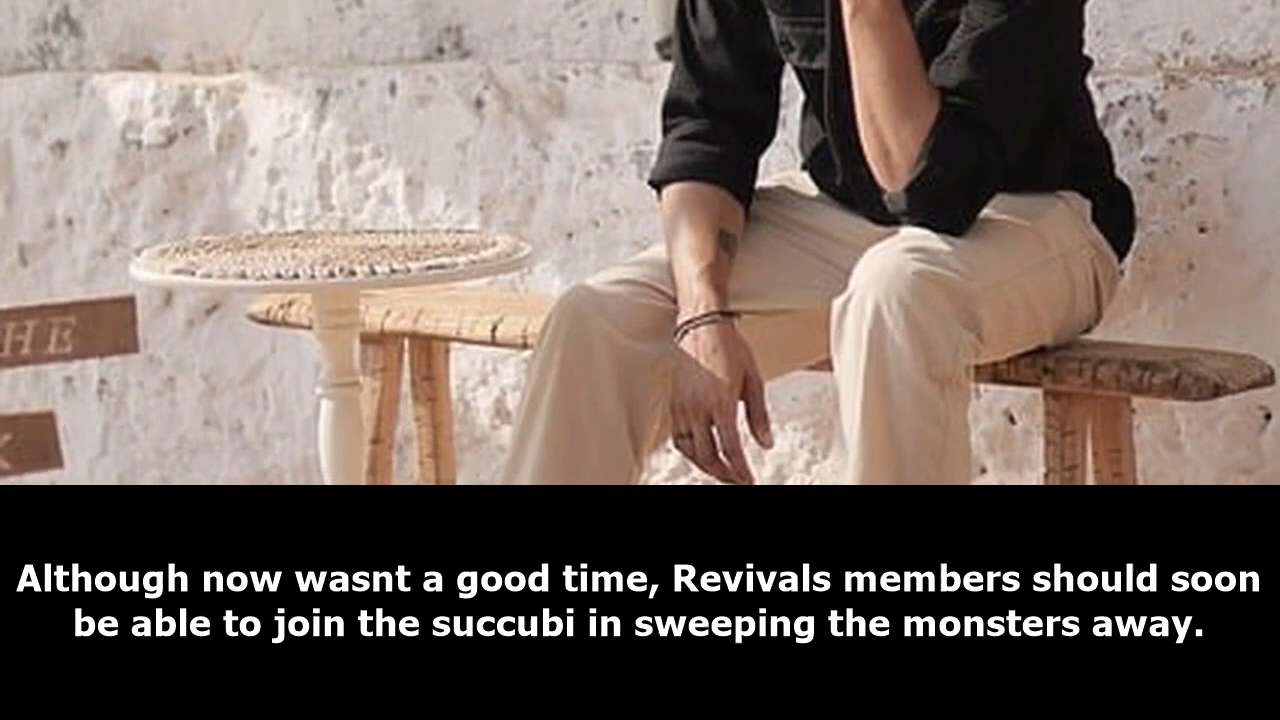 HE
Although now wasnt a good time, Revivals members should soon
be able to join the succubi in sweeping the monsters away.